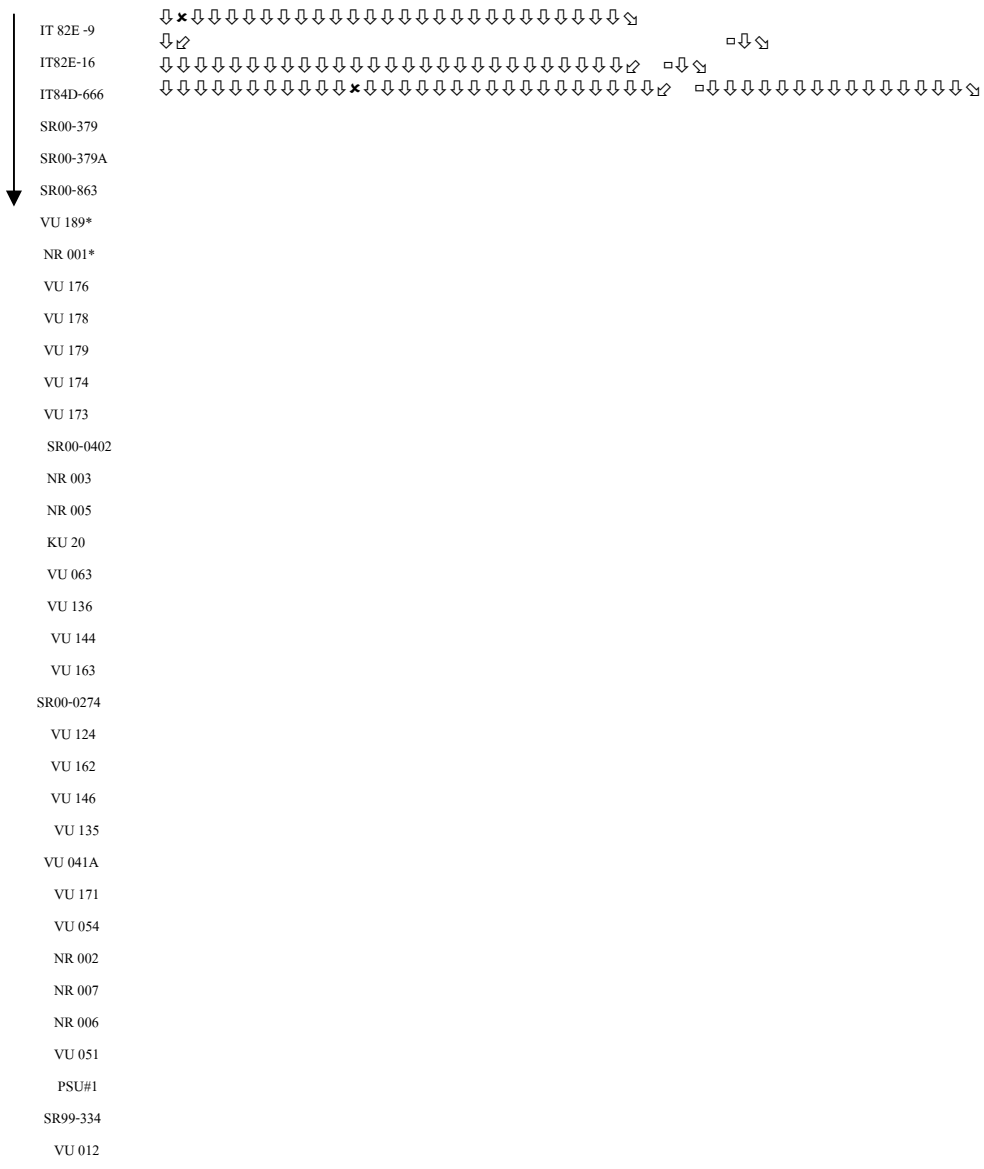 IT 82E -9
IT82E-16
IT84D-666
SR00-379
SR00-379A
SR00-863
VU 189*
NR 001*
VU 176
VU 178
VU 179
VU 174
VU 173
SR00-0402
NR 003
NR 005
KU 20
VU 063
VU 136
VU 144
VU 163
SR00-0274
VU 124
VU 162
VU 146
VU 135
VU 041A
VU 171
VU 054
NR 002
NR 007
NR 006
VU 051
PSU#1
SR99-334
VU 012